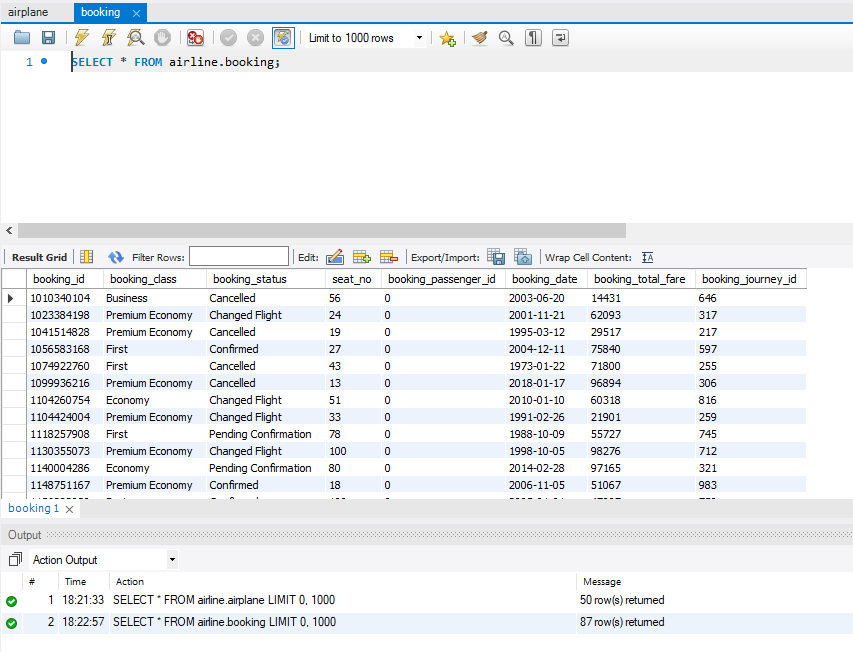 airplane booking
Limit to 1000 rows
1 SELECT * FROM airline.booking;
Result Grid Filter Rows: Edit: Export/Import: Wrap Cell Content:
booking_id booking_class booking_status seat_no booking_passenger_id booking_date booking_total_fare booking_journey_id
1010340104 Business Cancelled 56 0 2003-06-20 14431 646
1023384198 Premium Economy Changed Flight 24 0 2001-11-21 62093 317
1041514828 Premium Economy Cancelled 19 0 1995-03-12 29517 217
1056583168 First Confirmed 27 0 2004-12-11 75840 597
1074922760 First Cancelled 43 0 1973-01-22 71800 255
1099936216 Premium Economy Cancelled 13 0 2018-01-17 96894 306
1104260754 Economy Changed Flight 51 0 2010-01-10 60318 816
1104424004 Premium Economy Changed Flight 33 0 1991-02-26 21901 259
1118257908 First Pending Confirmation 78 0 1988-10-09 55727 745
1130355073 Premium Economy Changed Flight 100 0 1998-10-05 98276 712
1140004286 Economy Pending Confirmation 80 0 2014-02-28 97165 321
1148751167 Premium Economy Confirmed 18 0 2006-11-05 51067 983
booking 1
Output
Action Output
# Time Action Message
1 18:21:33 SELECT * FROM airline.airplane LIMIT 0, 1000 50 row(s) returned
2 18:22:57 SELECT * FROM airline.booking LIMIT 0, 1000 87 row(s) returned